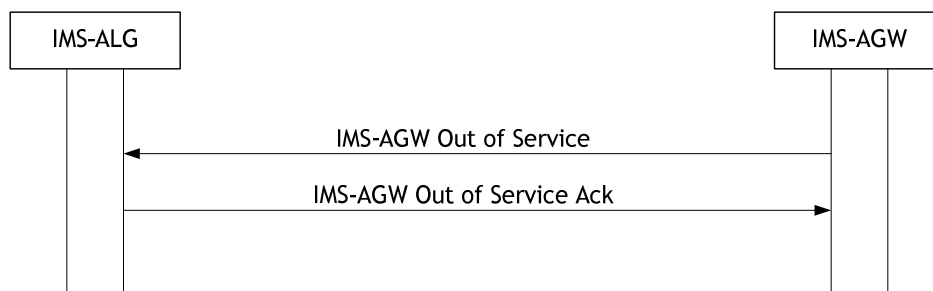 IMS-ALG
IMS-AGW
IMS-AGW Out of Service
IMS-AGW Out of Service Ack